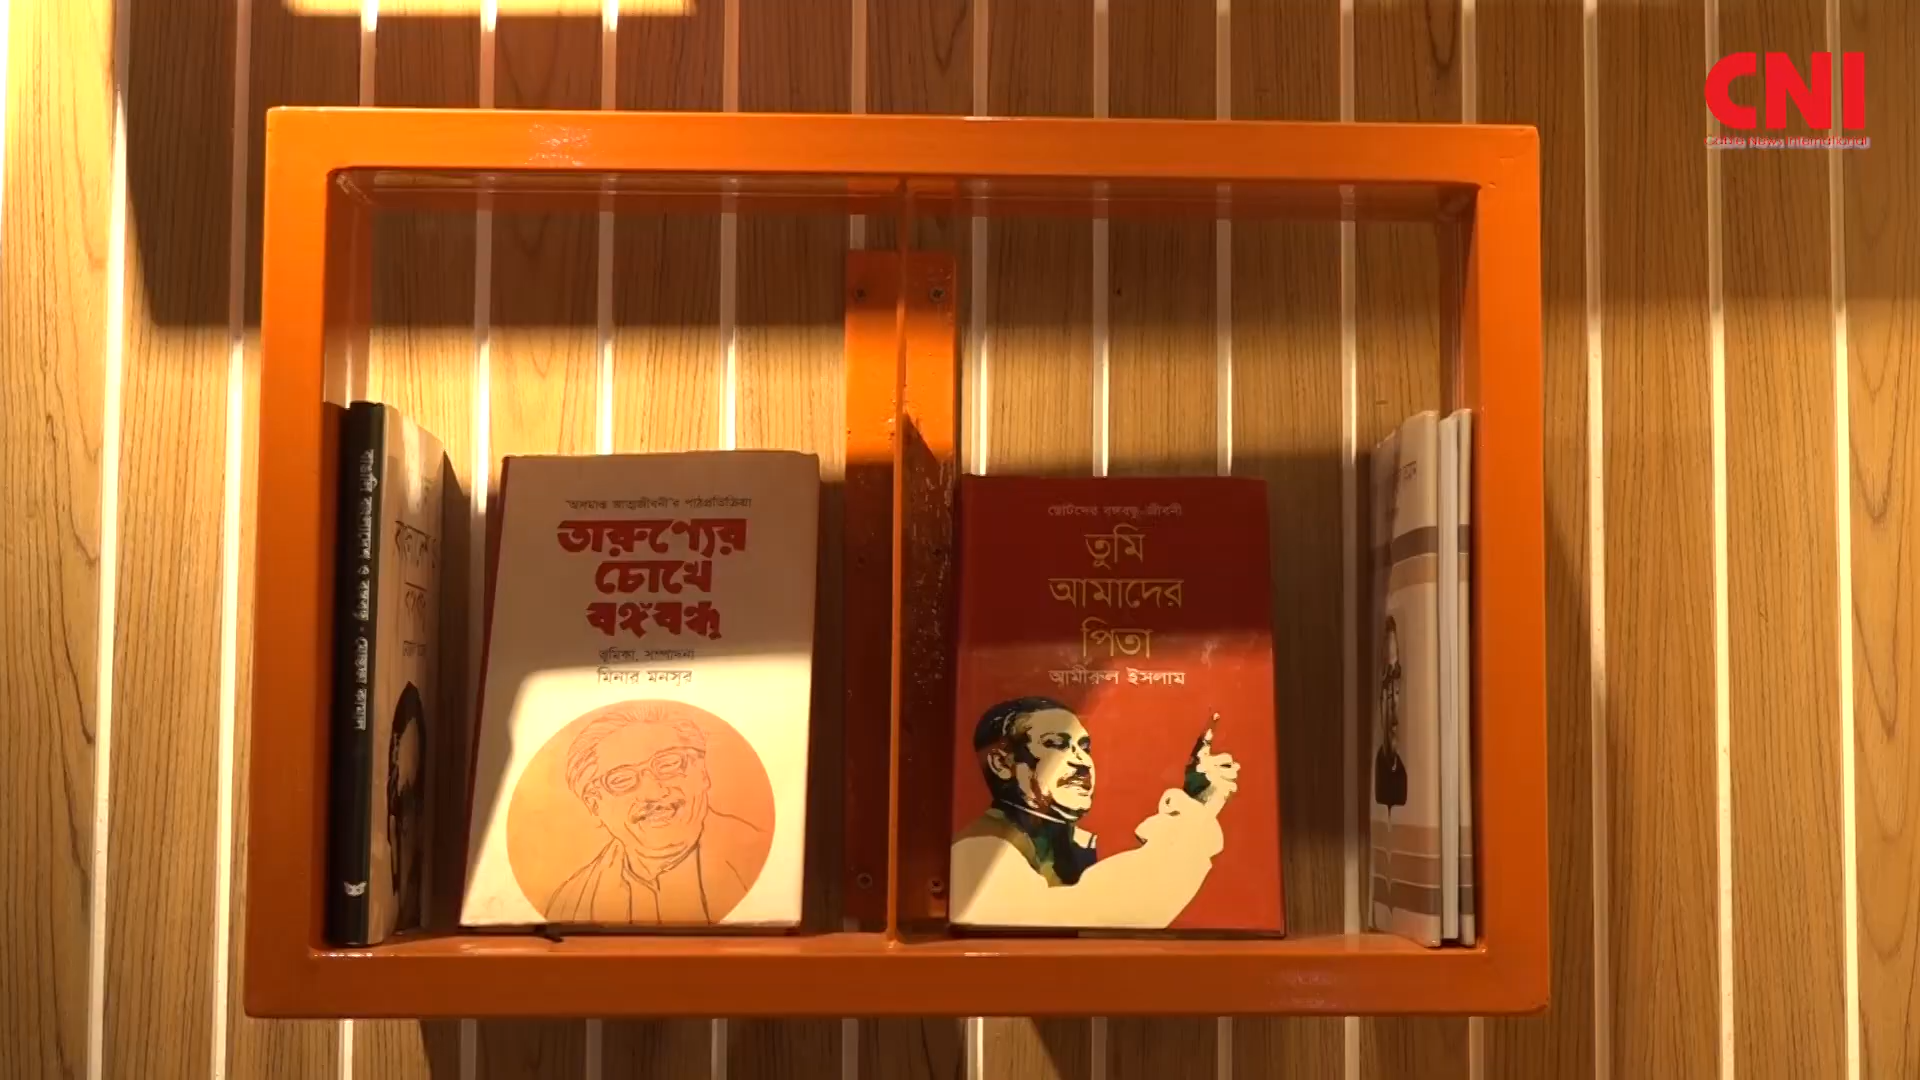 CNI
Cable News International
'অসমাপ্ত আত্মজীবনী'র পাঠপ্রতিক্রিয়া
তারুণ্যের
চোখে
বঙ্গবন্ধু
ভূমিকা, সম্পাদনা
মিনার মনসুর
ছোটদের বঙ্গবন্ধু-জীবনী
তুমি
আমাদের
পিতা
আমীরুল ইসলাম